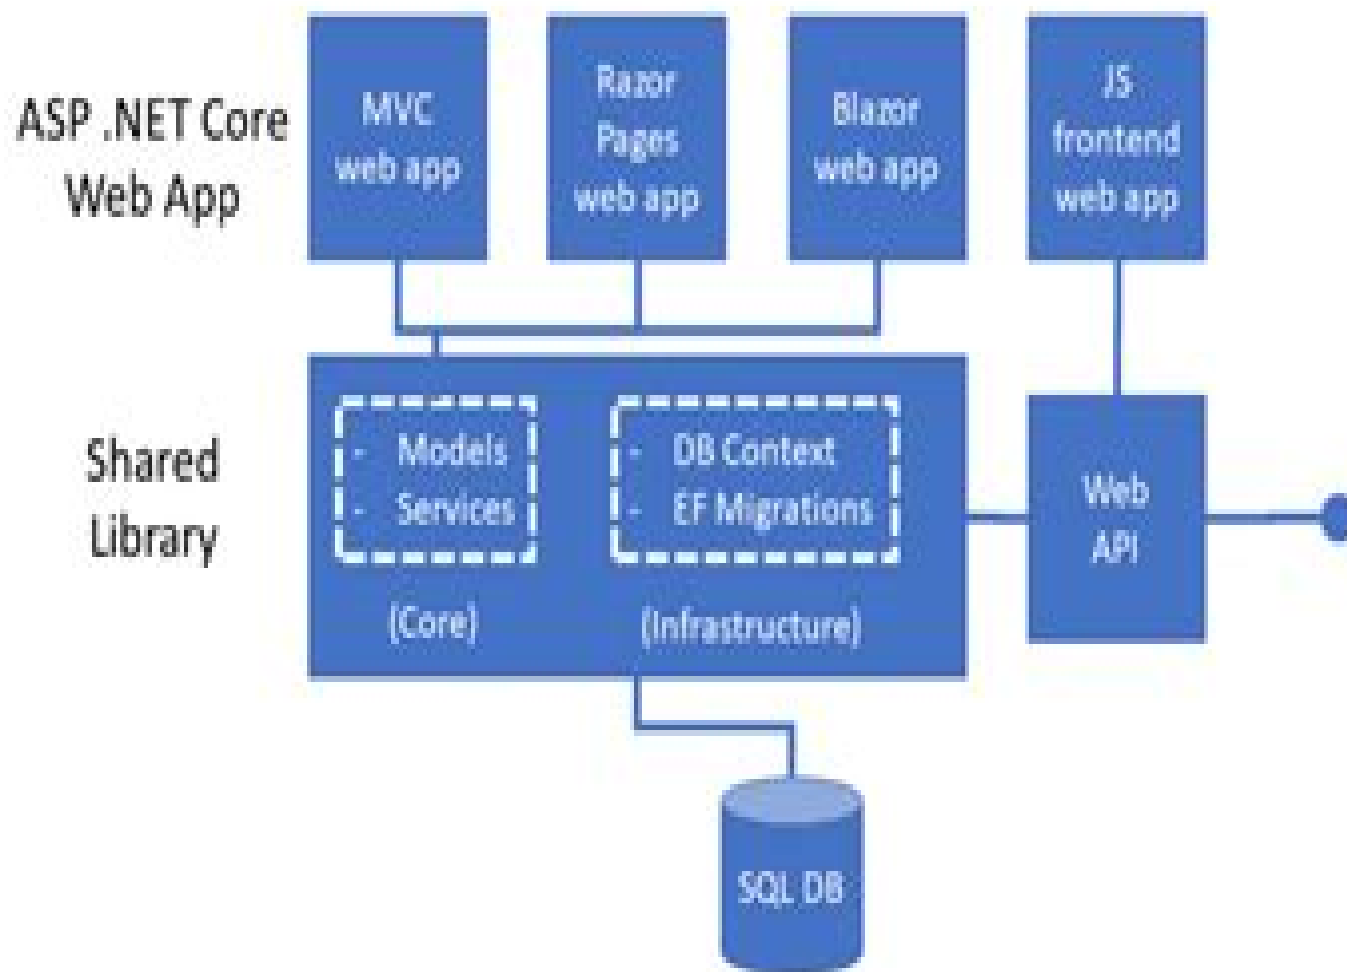 ASP .NET Core
Web App
MVC
web app
Razor
Pages
web app
Blazor
web app
JS
frontend
web app
Shared
Library
- Models
- Services
(Core)
- DB Context
- EF Migrations
(Infrastructure)
Web
API
SQL DB